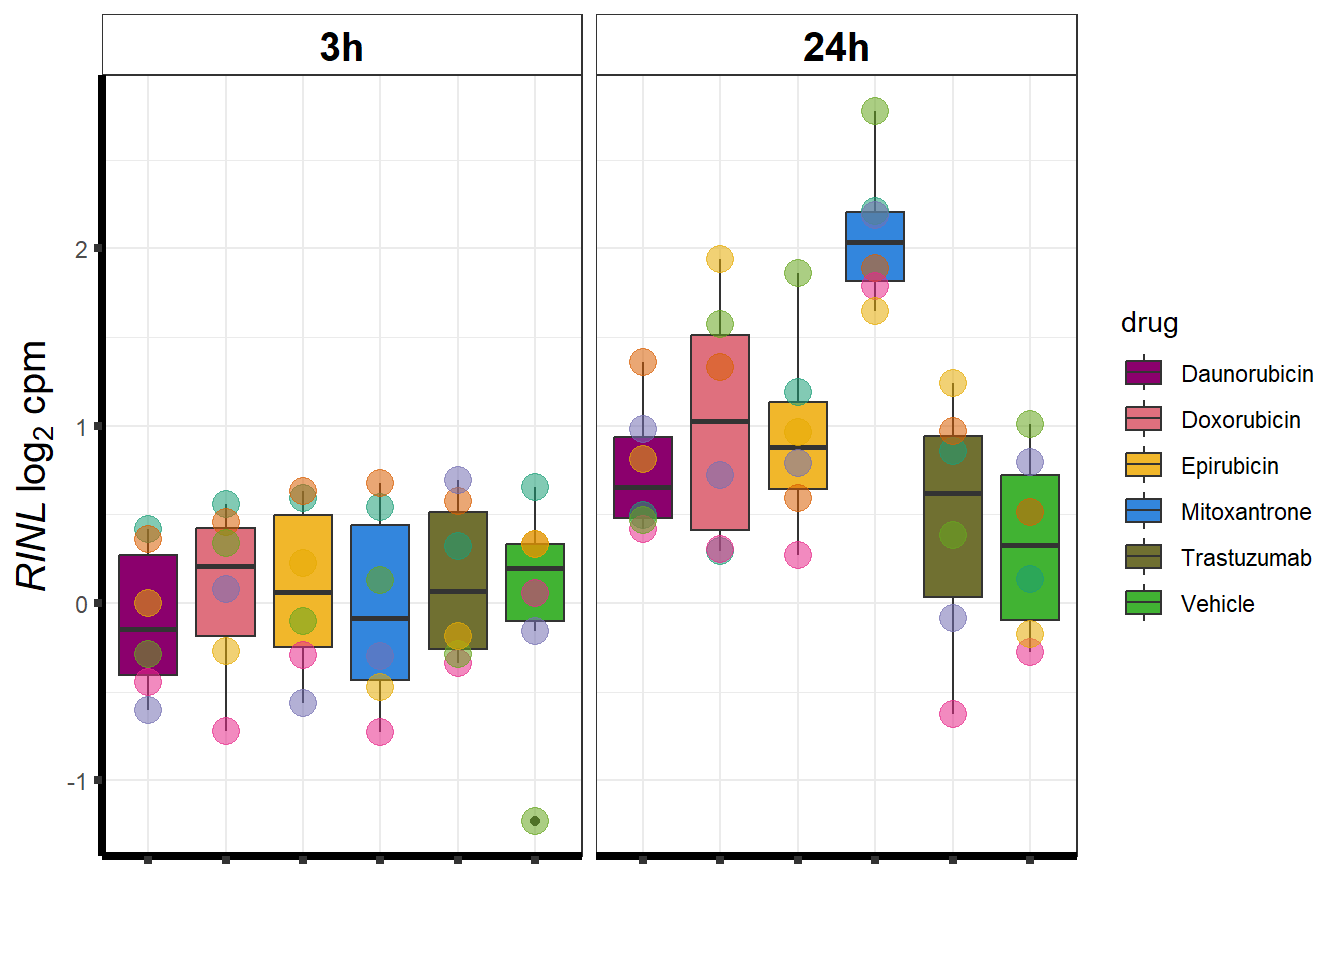 3h
24h
2
1
0
-1
RINL log₂ cpm
drug
Daunorubicin
Doxorubicin
Epirubicin
Mitoxantrone
Trastuzumab
Vehicle